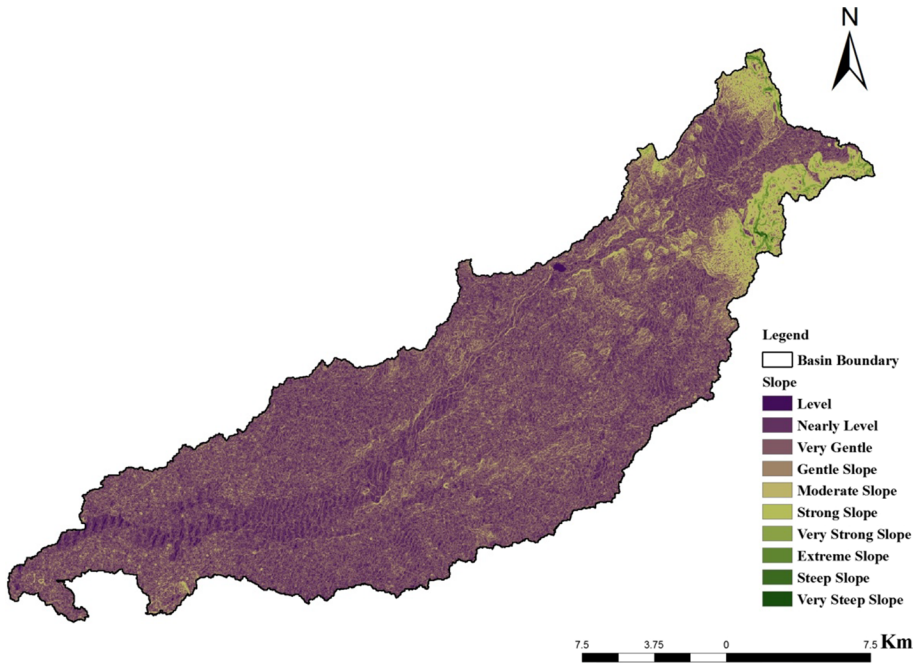 N
Legend
Basin Boundary
Slope
Level
Nearly Level
Very Gentle
Gentle Slope
Moderate Slope
Strong Slope
Very Strong Slope
Extreme Slope
Steep Slope
Very Steep Slope
7.5 3.75 0 7.5 Km